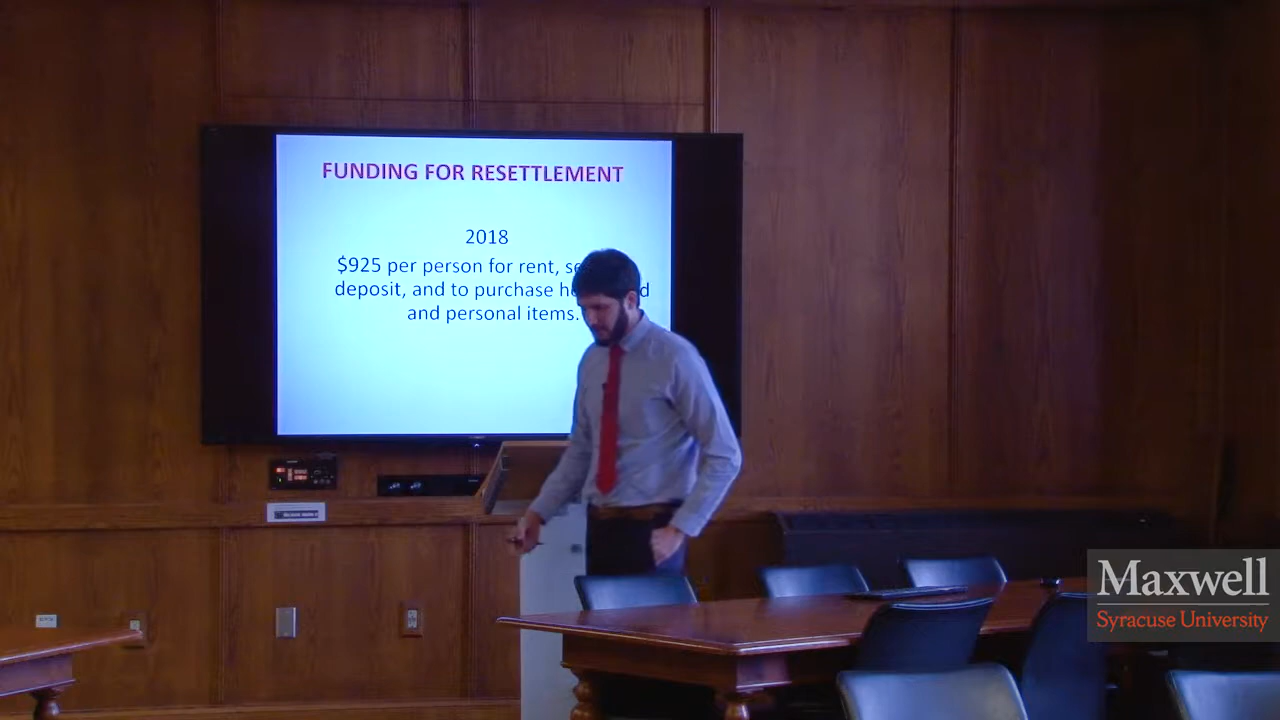 FUNDING FOR RESETTLEMENT
2018
$925 per person for rent,
deposit, and to purchase
and personal items.
Maxwell
Syracuse University